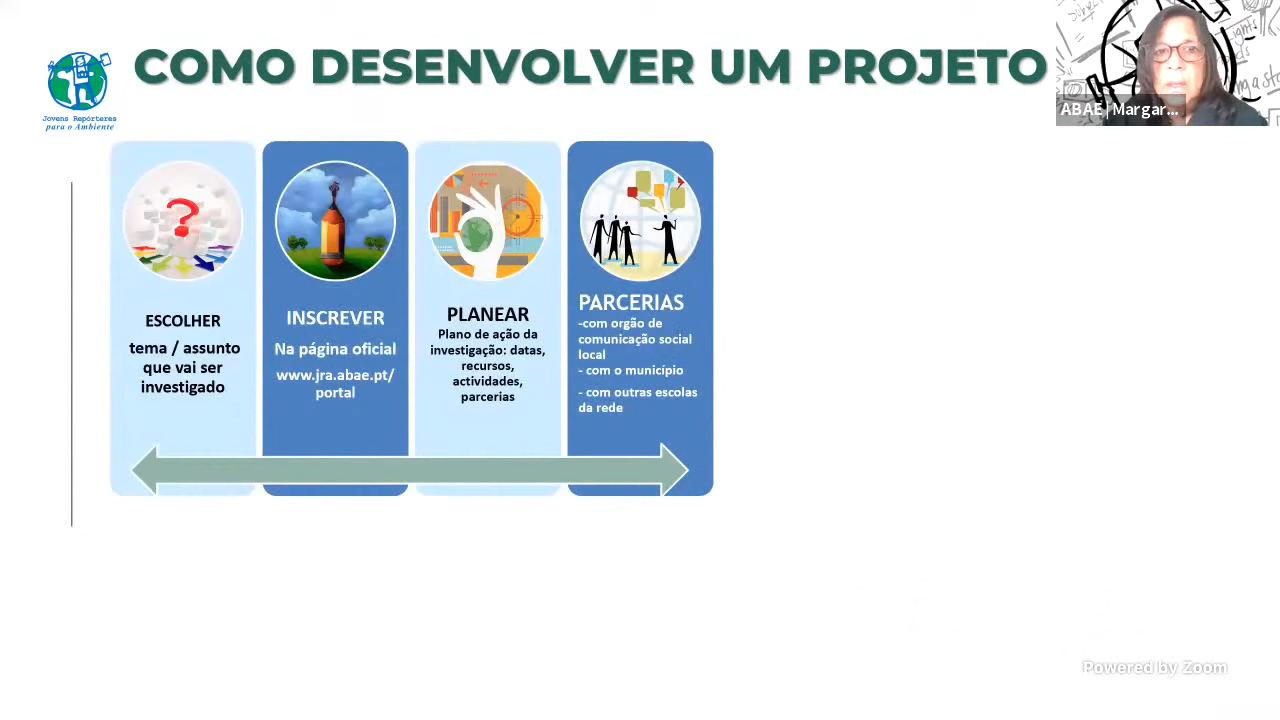 COMO DESENVOLVER UM PROJETO
Jovens Repórteres
para o Ambiente
ABAE | Margar...
ESCOLHER
tema / assunto
que vai ser
investigado
INSCREVER
Na página oficial
www.jra.abae.pt/
portal
PLANEAR
Plano de ação da
investigação: datas,
recursos,
actividades,
parcerias
PARCERIAS
-com orgão de
comunicação social
local
- com o município
- com outras escolas
da rede
Powered by Zoom